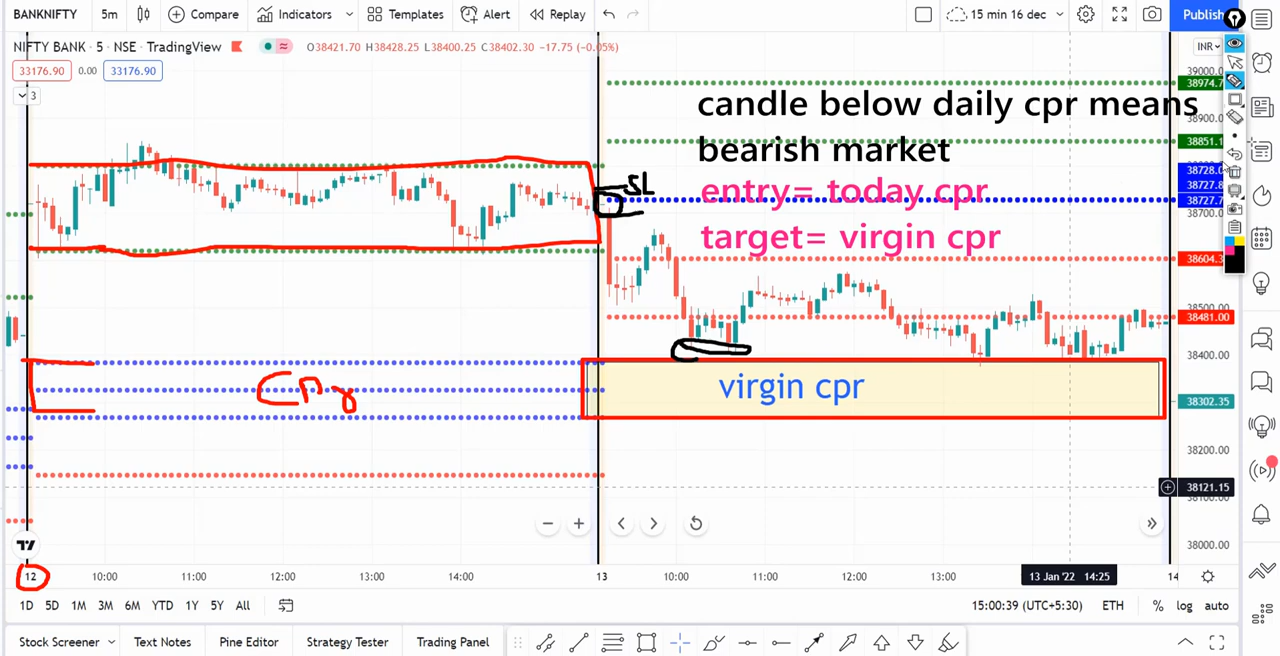 BANKNIFTY 5m Compare Indicators Templates Alert Replay 15 min 16 dec Publish
NIFTY BANK · 5 · NSE · TradingView O38421.70 H38428.25 L38400.25 C38402.30 -17.75 (-0.05%) INR
33176.90 0.00 33176.90
3
candle below daily cpr means
bearish market
entry= today cpr
target= virgin cpr
SL
Cpr
virgin cpr
39000.00
38974.7
38900.00
38851.1
38728.0
38727.8
38727.7
38700.00
38604.3
38500.00
38481.00
38400.00
38302.35
38200.00
38121.15
38100.00
38000.00
12 10:00 11:00 12:00 13:00 14:00 13 10:00 11:00 12:00 13:00 13 Jan '22 14:25 14
1D 5D 1M 3M 6M YTD 1Y 5Y All 15:00:39 (UTC+5:30) ETH % log auto
Stock Screener Text Notes Pine Editor Strategy Tester Trading Panel